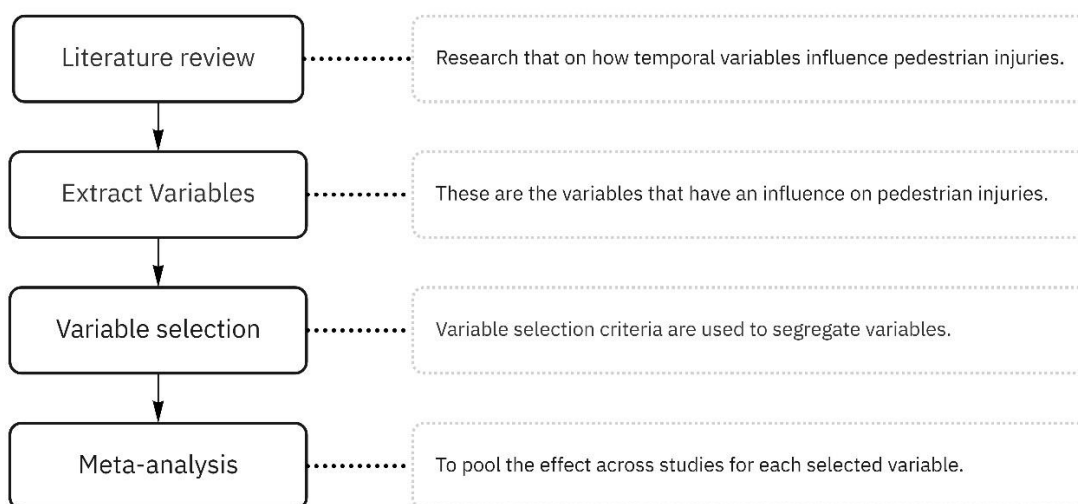 Literature review
Research that on how temporal variables influence pedestrian injuries.
Extract Variables
These are the variables that have an influence on pedestrian injuries.
Variable selection
Variable selection criteria are used to segregate variables.
Meta-analysis
To pool the effect across studies for each selected variable.